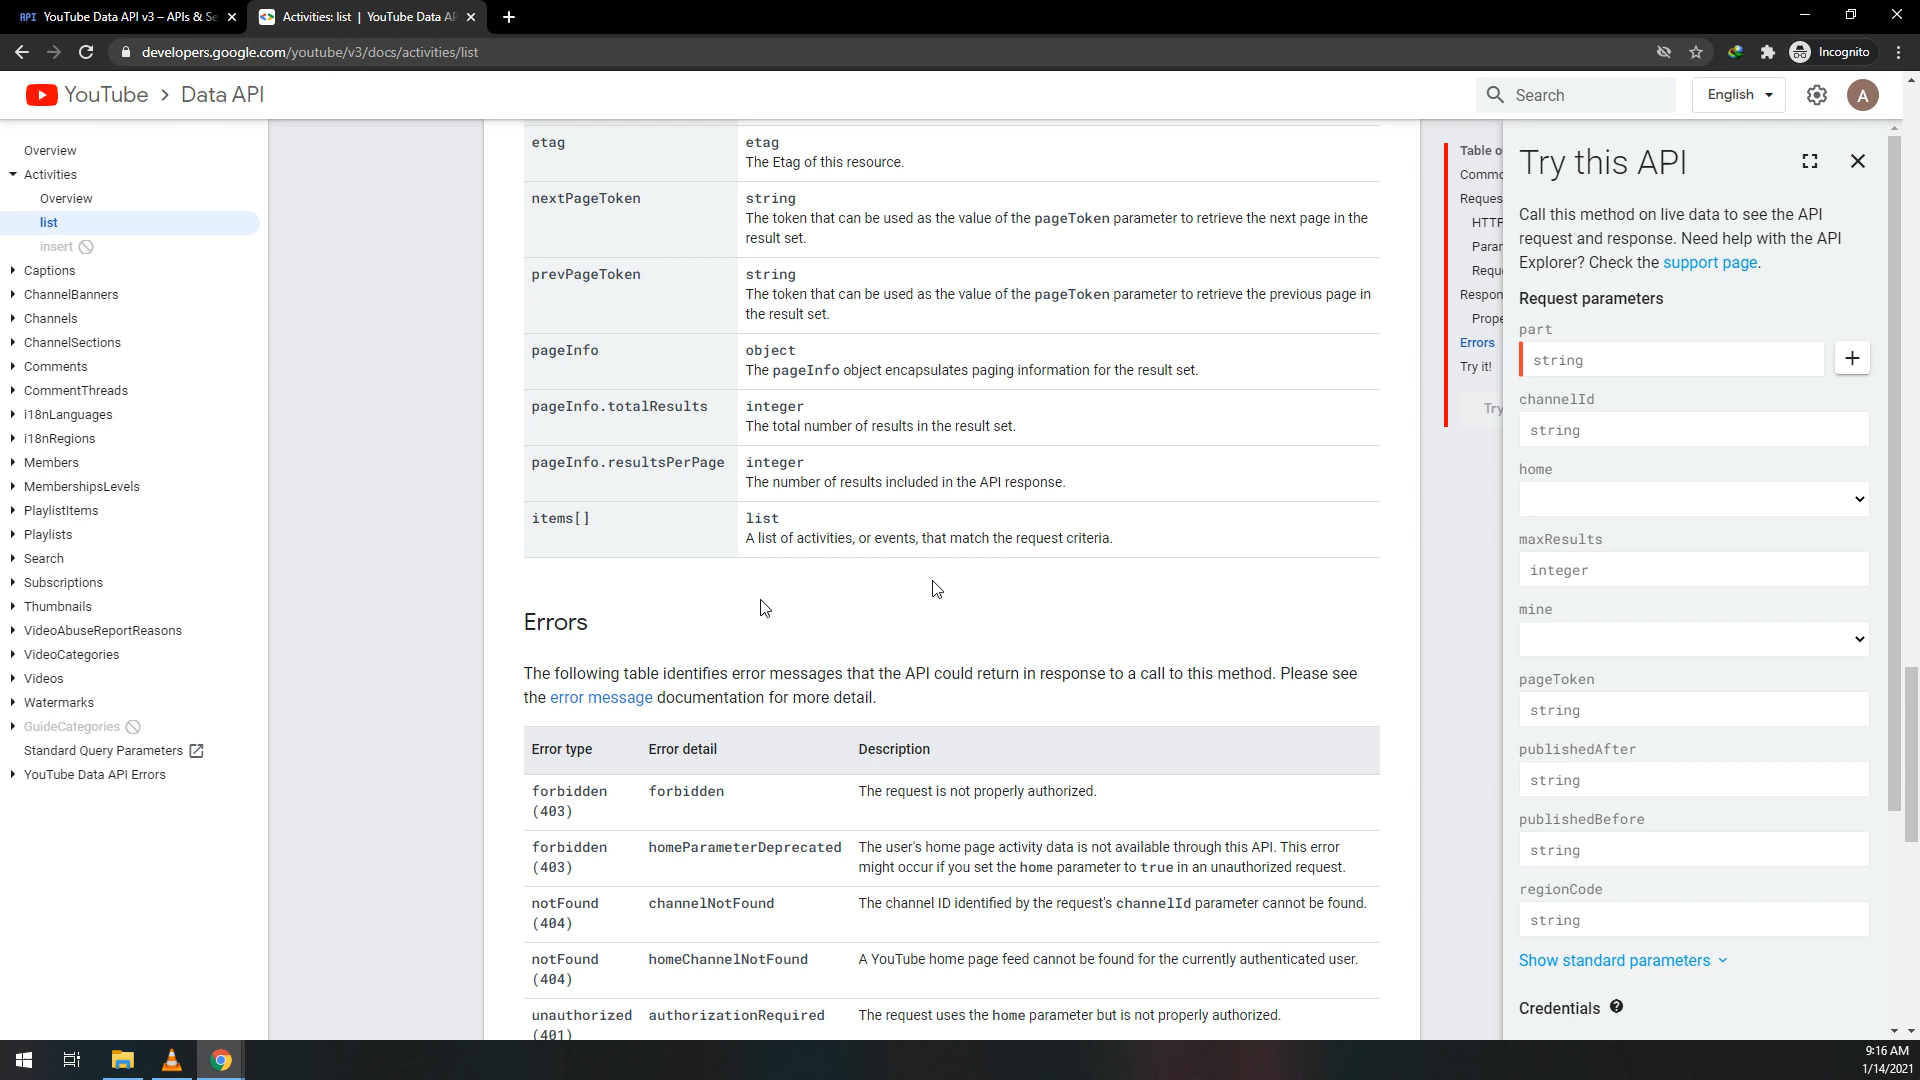 API YouTube Data API v3 – APIs & Se
Activities: list | YouTube Data AP
developers.google.com/youtube/v3/docs/activities/list
Incognito
YouTube > Data API
Search
English
A
Overview
Activities
Overview
list
insert
Captions
ChannelBanners
Channels
ChannelSections
Comments
CommentThreads
i18nLanguages
i18nRegions
Members
MembershipsLevels
PlaylistItems
Playlists
Search
Subscriptions
Thumbnails
VideoAbuseReportReasons
VideoCategories
Videos
Watermarks
GuideCategories
Standard Query Parameters
YouTube Data API Errors
etag
etag
The Etag of this resource.
nextPageToken
string
The token that can be used as the value of the pageToken parameter to retrieve the next page in the
result set.
prevPageToken
string
The token that can be used as the value of the pageToken parameter to retrieve the previous page in
the result set.
pageInfo
object
The pageInfo object encapsulates paging information for the result set.
pageInfo.totalResults
integer
The total number of results in the result set.
pageInfo.resultsPerPage
integer
The number of results included in the API response.
items[]
list
A list of activities, or events, that match the request criteria.
Errors
The following table identifies error messages that the API could return in response to a call to this method. Please see
the error message documentation for more detail.
Error type Error detail Description
forbidden forbidden The request is not properly authorized.
(403)
forbidden homeParameterDeprecated The user's home page activity data is not available through this API. This error
(403) might occur if you set the home parameter to true in an unauthorized request.
notFound channelNotFound The channel ID identified by the request's channelId parameter cannot be found.
(404)
notFound homeChannelNotFound A YouTube home page feed cannot be found for the currently authenticated user.
(404)
unauthorized authorizationRequired The request uses the home parameter but is not properly authorized.
(401)
Table o
Commo
Reques
HTTP
Parar
Requ
Respon
Prope
Errors
Try it!
Try
Try this API
Call this method on live data to see the API
request and response. Need help with the API
Explorer? Check the support page.
Request parameters
part
string
channelId
string
home
maxResults
integer
mine
pageToken
string
publishedAfter
string
publishedBefore
string
regionCode
string
Show standard parameters
Credentials
9:16 AM
1/14/2021